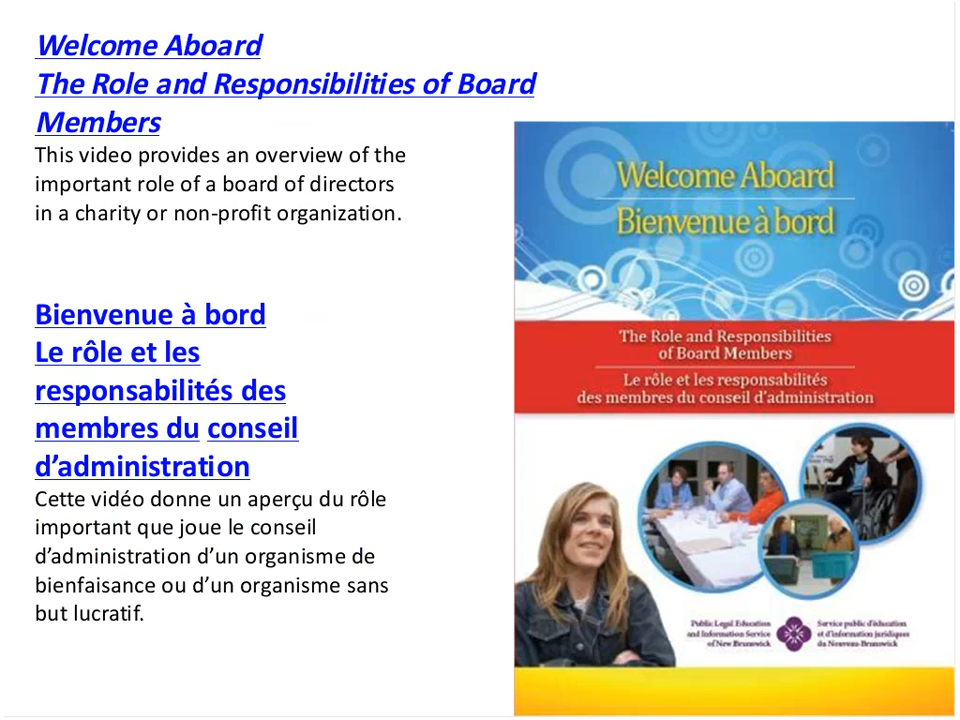 Welcome Aboard
The Role and Responsibilities of Board
Members
This video provides an overview of the
important role of a board of directors
in a charity or non-profit organization.
Bienvenue à bord
Le rôle et les
responsabilités des
membres du conseil
d’administration
Cette vidéo donne un aperçu du rôle
important que joue le conseil
d’administration d’un organisme de
bienfaisance ou d’un organisme sans
but lucratif.
Welcome Aboard
Bienvenue à bord
The Role and Responsibilities
of Board Members
Le rôle et les responsabilités
des membres du conseil d’administration
Public Legal Education
and Information Service
of New Brunswick
Service public d’éducation
et d’information juridiques
du Nouveau-Brunswick